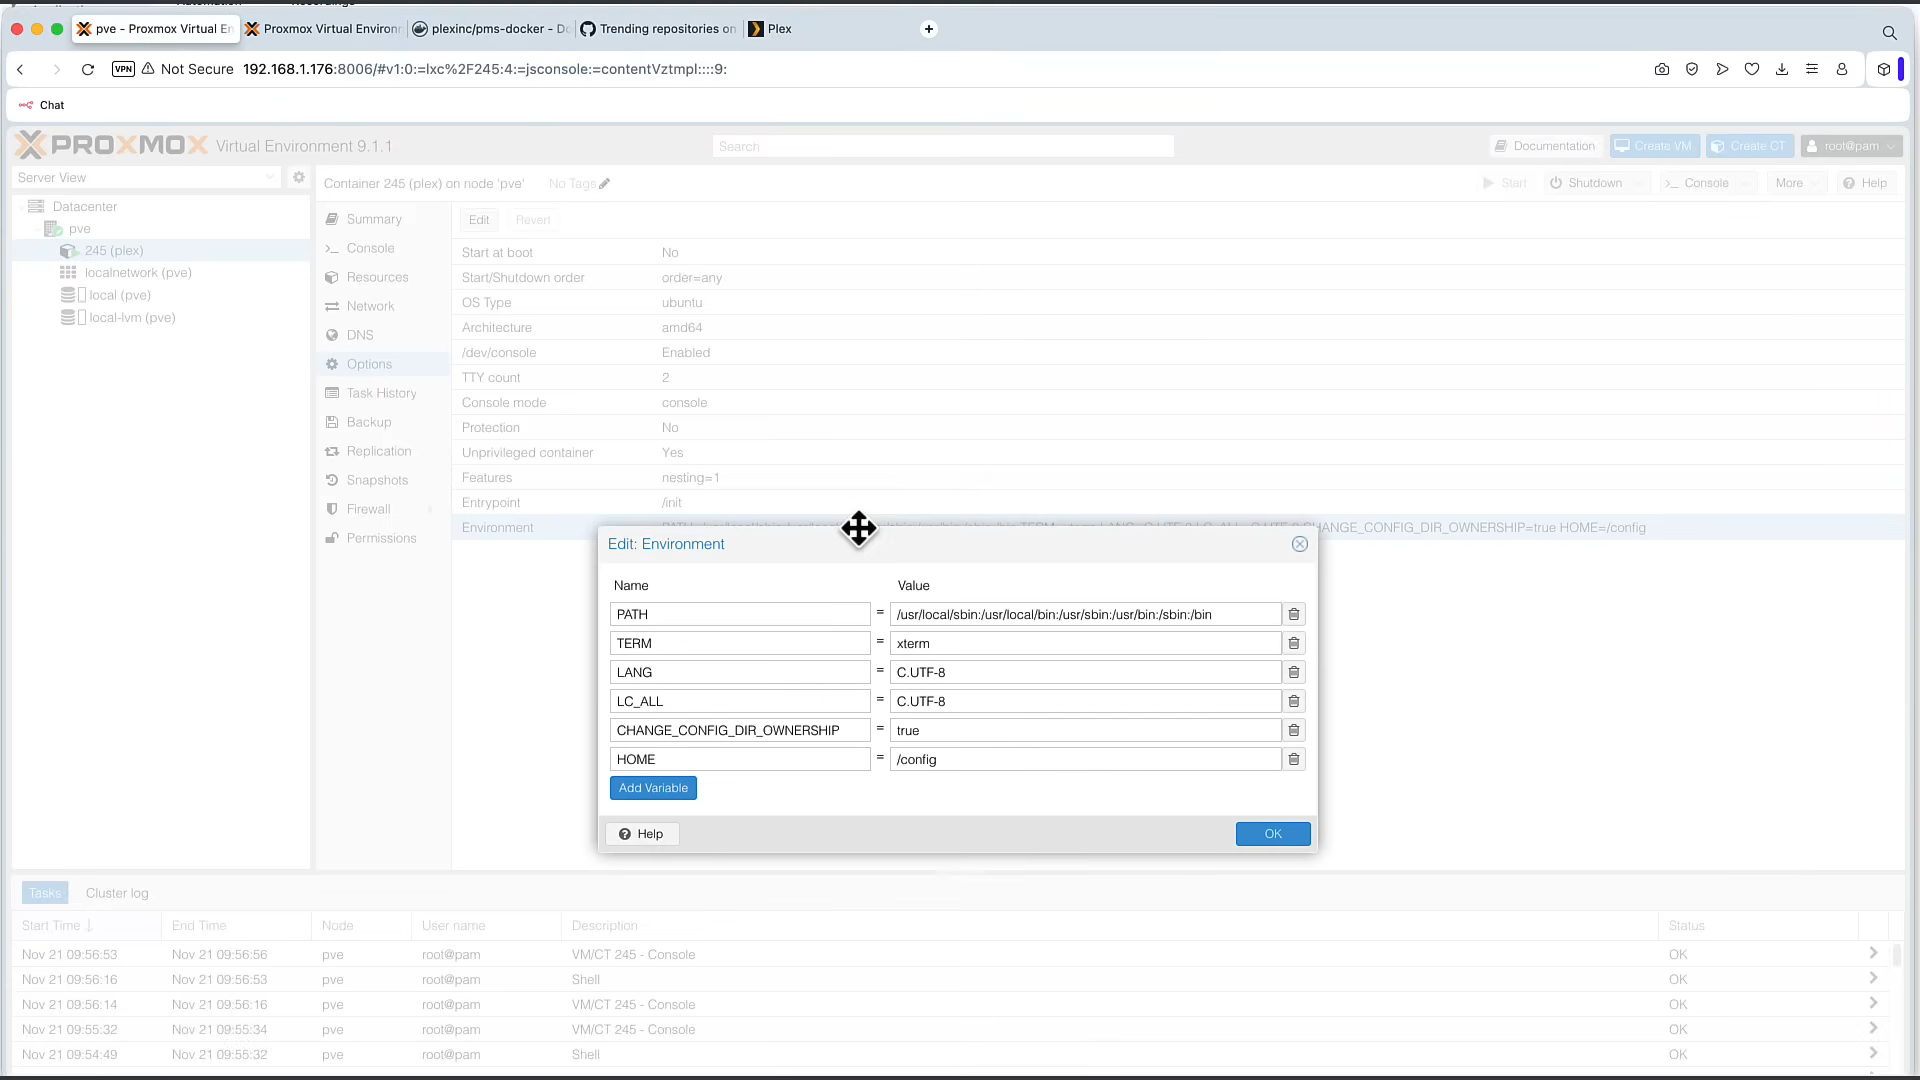 pve - Proxmox Virtual En
Proxmox Virtual Environ
plexinc/pms-docker - Do
Trending repositories on
Plex
VPN
Not Secure
192.168.1.176:8006/#v1:0:=lxc%2F245:4:=jsconsole:=contentVztmpl::::9:
Chat
PROXMOX Virtual Environment 9.1.1
Search
Documentation
Create VM
Create CT
root@pam
Server View
Container 245 (plex) on node 'pve'
No Tags
Start
Shutdown
Console
More
Help
Datacenter
pve
245 (plex)
localnetwork (pve)
local (pve)
local-lvm (pve)
Summary
Console
Resources
Network
DNS
Options
Task History
Backup
Replication
Snapshots
Firewall
Permissions
Edit
Revert
Start at boot No
Start/Shutdown order order=any
OS Type ubuntu
Architecture amd64
/dev/console Enabled
TTY count 2
Console mode console
Protection No
Unprivileged container Yes
Features nesting=1
Entrypoint /init
Environment
CHANGE_CONFIG_DIR_OWNERSHIP=true HOME=/config
Edit: Environment
Name Value
PATH = /usr/local/sbin:/usr/local/bin:/usr/sbin:/usr/bin:/sbin:/bin
TERM = xterm
LANG = C.UTF-8
LC_ALL = C.UTF-8
CHANGE_CONFIG_DIR_OWNERSHIP = true
HOME = /config
Add Variable
Help
OK
Tasks
Cluster log
Start Time End Time Node User name Description Status
Nov 21 09:56:53 Nov 21 09:56:56 pve root@pam VM/CT 245 - Console OK
Nov 21 09:56:16 Nov 21 09:56:53 pve root@pam Shell OK
Nov 21 09:56:14 Nov 21 09:56:16 pve root@pam VM/CT 245 - Console OK
Nov 21 09:55:32 Nov 21 09:55:34 pve root@pam VM/CT 245 - Console OK
Nov 21 09:54:49 Nov 21 09:55:32 pve root@pam Shell OK